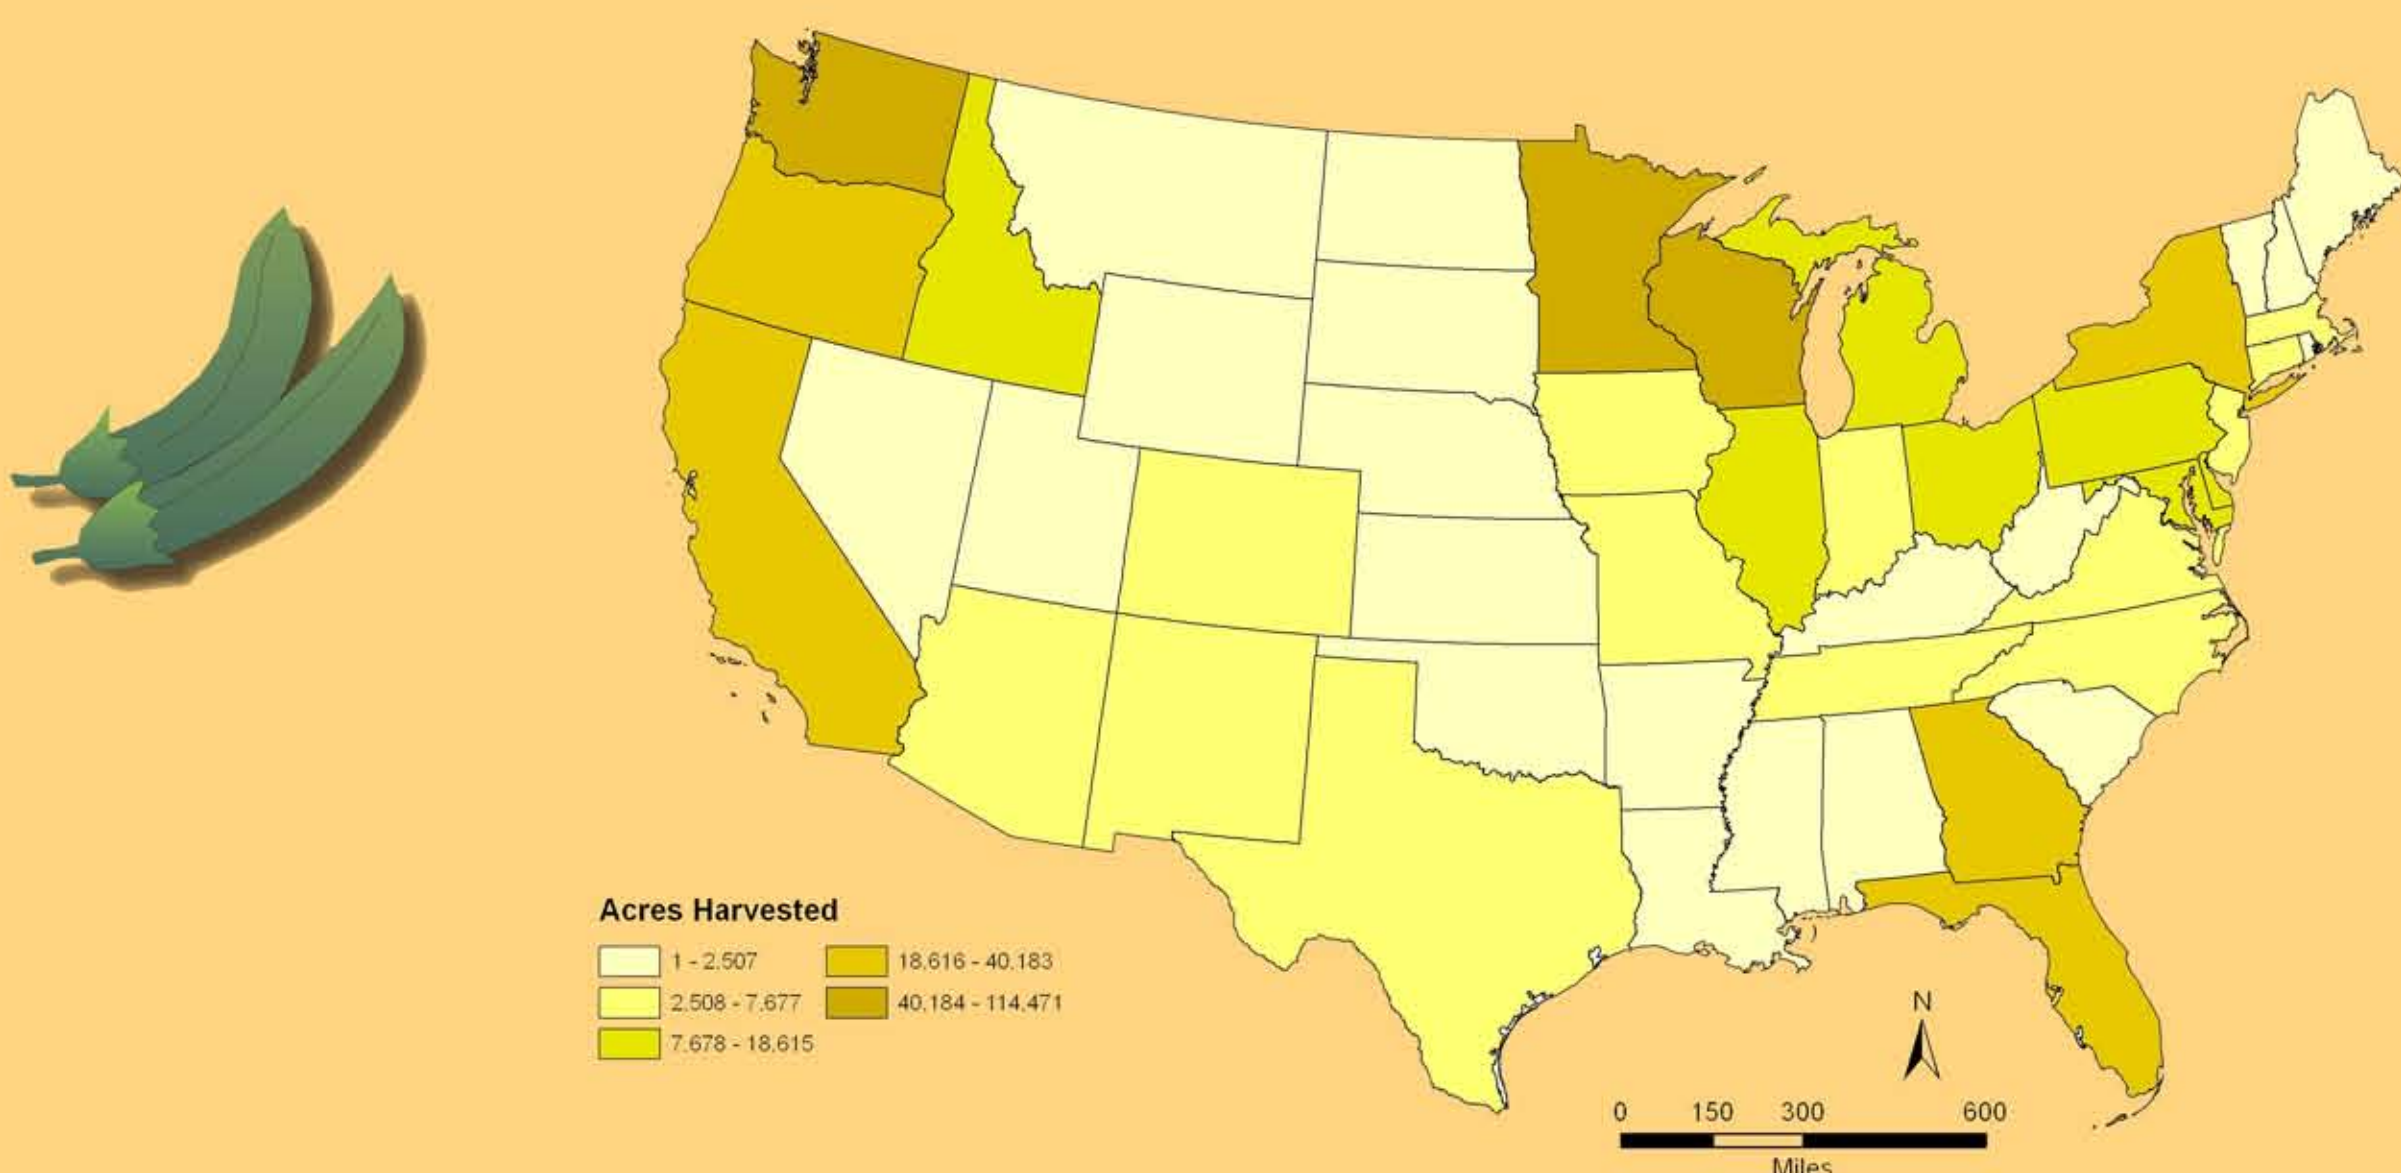 Acres Harvested
1 - 2,507
2,508 - 7,677
7,678 - 18,615
18,616 - 40,183
40,184 - 114,471
N
0 150 300 600
Miles